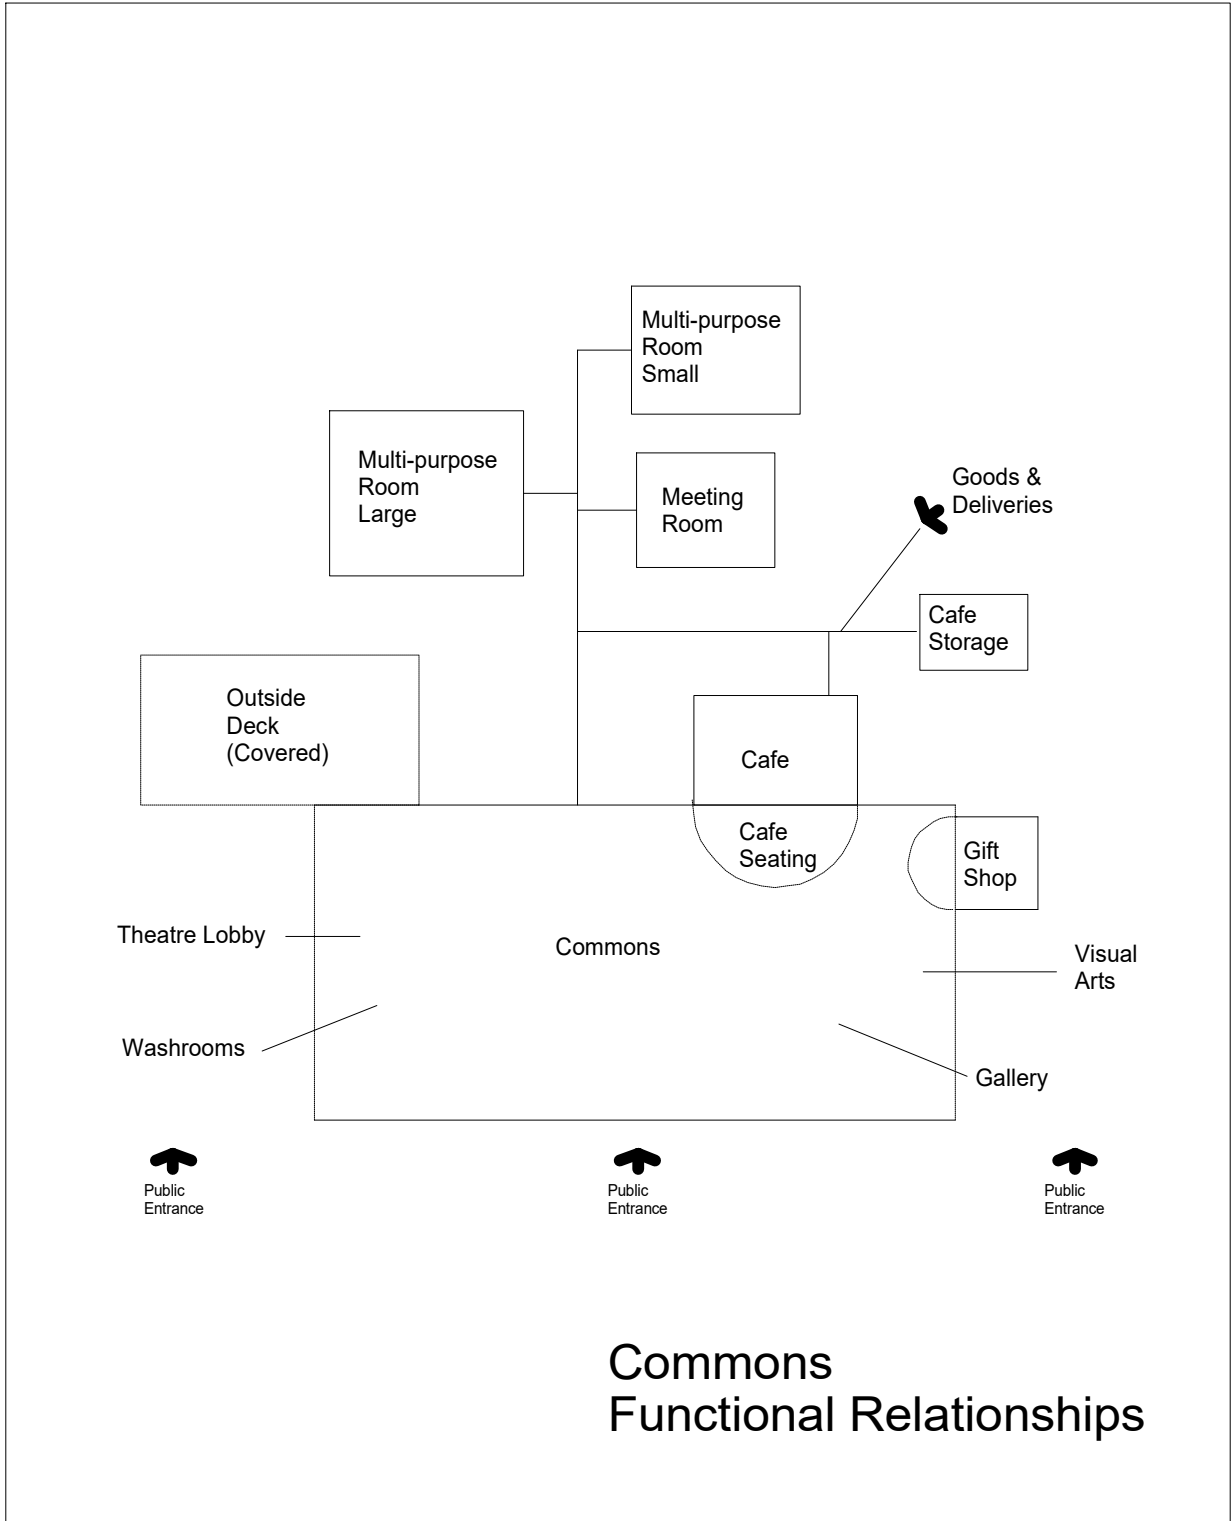 Multi-purpose
Room
Small
Multi-purpose
Room
Large
Meeting
Room
Goods &
Deliveries
Cafe
Storage
Outside
Deck
(Covered)
Cafe
Cafe
Seating
Gift
Shop
Theatre Lobby
Commons
Visual
Arts
Washrooms
Gallery
Public
Entrance
Public
Entrance
Public
Entrance
Commons
Functional Relationships